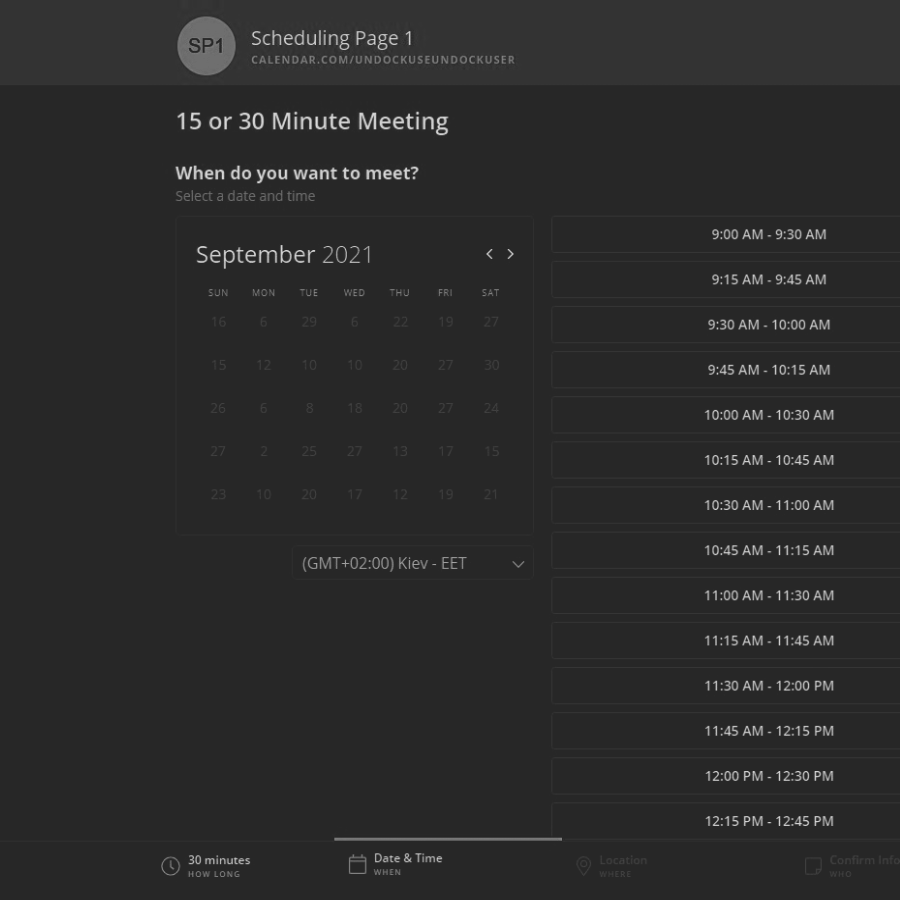 SP1
Scheduling Page 1
CALENDAR.COM/UNDOCKUSEUNDOCKUSER
15 or 30 Minute Meeting
When do you want to meet?
Select a date and time
September 2021
SUN MON TUE WED THU FRI SAT
16 6 29 6 22 19 27
15 12 10 10 20 27 30
26 6 8 18 20 27 24
27 2 25 27 13 17 15
23 10 20 17 12 19 21
(GMT+02:00) Kiev - EET
9:00 AM - 9:30 AM
9:15 AM - 9:45 AM
9:30 AM - 10:00 AM
9:45 AM - 10:15 AM
10:00 AM - 10:30 AM
10:15 AM - 10:45 AM
10:30 AM - 11:00 AM
10:45 AM - 11:15 AM
11:00 AM - 11:30 AM
11:15 AM - 11:45 AM
11:30 AM - 12:00 PM
11:45 AM - 12:15 PM
12:00 PM - 12:30 PM
12:15 PM - 12:45 PM
30 minutes
HOW LONG
Date & Time
WHEN
Location
WHERE
Confirm Info
WHO